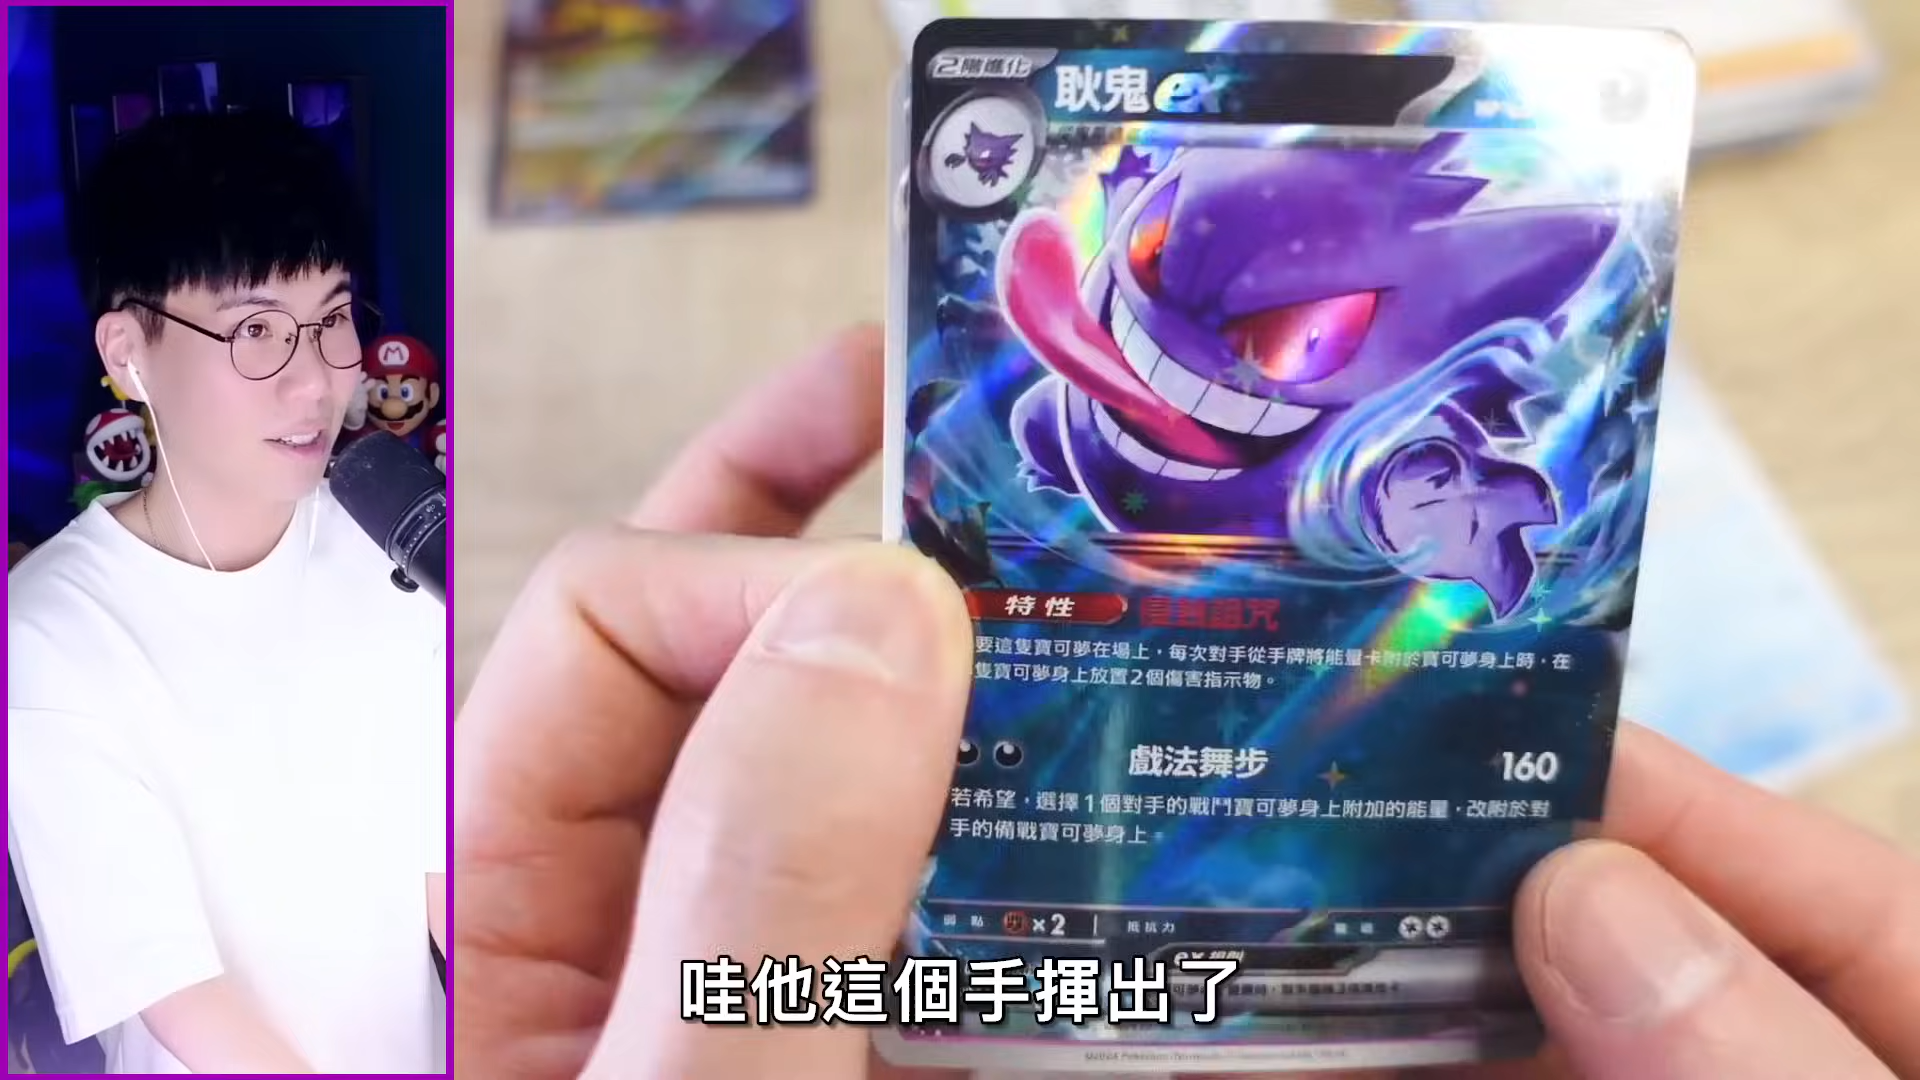 2階進化
耿鬼ex
M
特性
要這隻寶可夢在場上，每次對手從手牌將能量卡附於寶可夢身上時，在
隻寶可夢身上放置2個傷害指示物。
戲法舞步 160
若希望，選擇1個對手的戰鬥寶可夢身上附加的能量，改附於對
手的備戰寶可夢身上。
弱點 ×2 抵抗力
哇他這個手揮出了